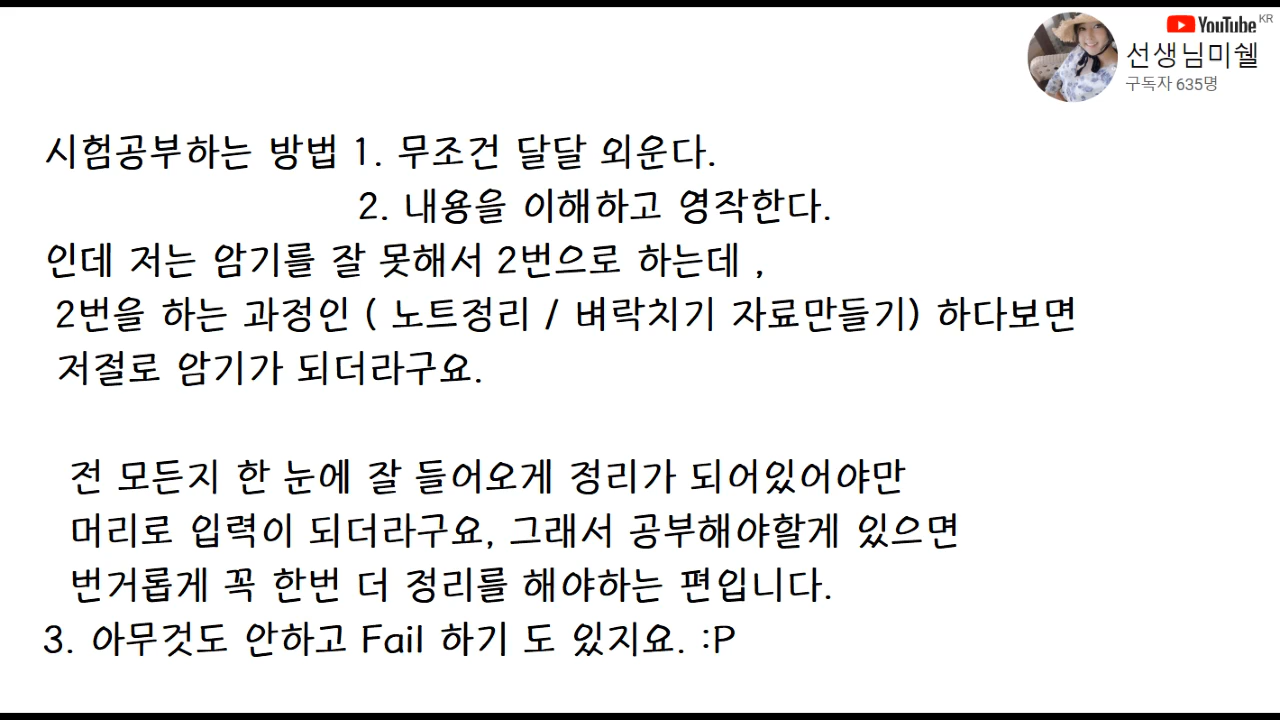 YouTube KR
선생님미쉘
구독자 635명
시험공부하는 방법 1. 무조건 달달 외운다.
2. 내용을 이해하고 영작한다.
인데 저는 암기를 잘 못해서 2번으로 하는데 ,
2번을 하는 과정인 ( 노트정리 / 벼락치기 자료만들기) 하다보면
저절로 암기가 되더라구요.
전 모든지 한 눈에 잘 들어오게 정리가 되어있어야만
머리로 입력이 되더라구요, 그래서 공부해야할게 있으면
번거롭게 꼭 한번 더 정리를 해야하는 편입니다.
3. 아무것도 안하고 Fail 하기 도 있지요. :P